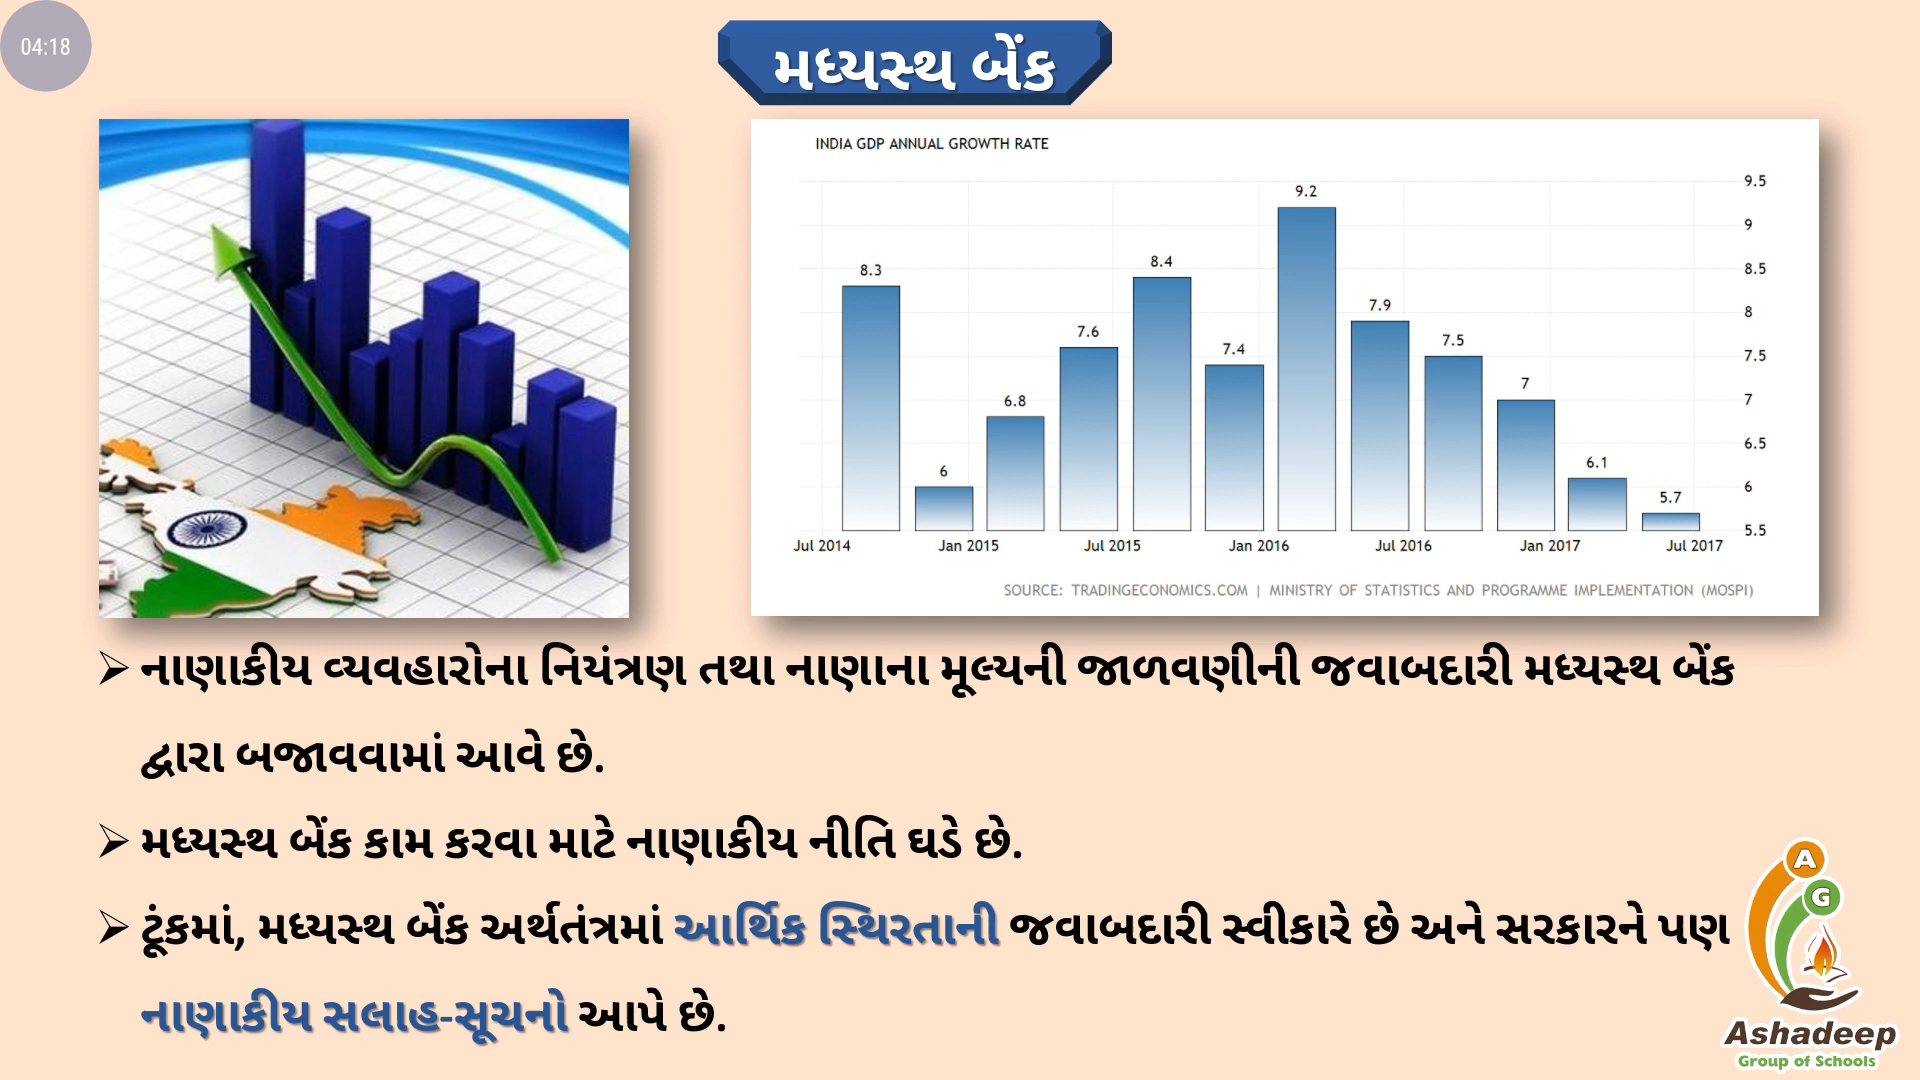 04:18
મધ્યસ્થ બેંક
INDIA GDP ANNUAL GROWTH RATE
9.5
9
8.5
8
7.5
7
6.5
6
5.5
8.3
6
6.8
7.6
8.4
7.4
9.2
7.9
7.5
7
6.1
5.7
Jul 2014 Jan 2015 Jul 2015 Jan 2016 Jul 2016 Jan 2017 Jul 2017
SOURCE: TRADINGECONOMICS.COM | MINISTRY OF STATISTICS AND PROGRAMME IMPLEMENTATION (MOSPI)
➢ નાણાકીય વ્યવહારોના નિયંત્રણ તથા નાણાના મૂલ્યની જાળવણીની જવાબદારી મધ્યસ્થ બેંક
દ્વારા બજાવવામાં આવે છે.
➢ મધ્યસ્થ બેંક કામ કરવા માટે નાણાકીય નીતિ ઘડે છે.
➢ ટૂંકમાં, મધ્યસ્થ બેંક અર્થતંત્રમાં આર્થિક સ્થિરતાની જવાબદારી સ્વીકારે છે અને સરકારને પણ
નાણાકીય સલાહ-સૂચનો આપે છે.
A
G
Ashadeep
Group of Schools